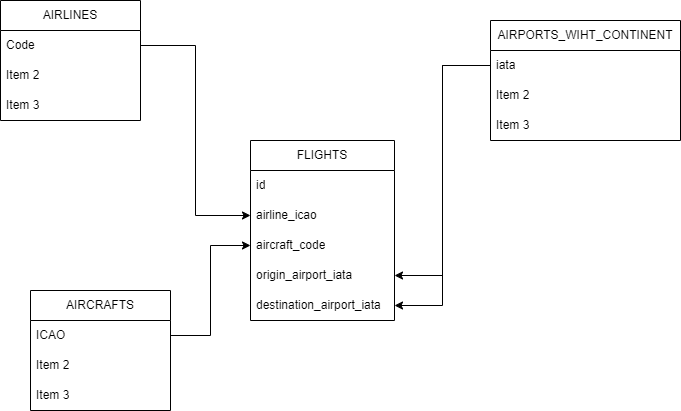 AIRLINES
Code
Item 2
Item 3
AIRPORTS_WIHT_CONTINENT
iata
Item 2
Item 3
FLIGHTS
id
airline_icao
aircraft_code
origin_airport_iata
destination_airport_iata
AIRCRAFTS
ICAO
Item 2
Item 3